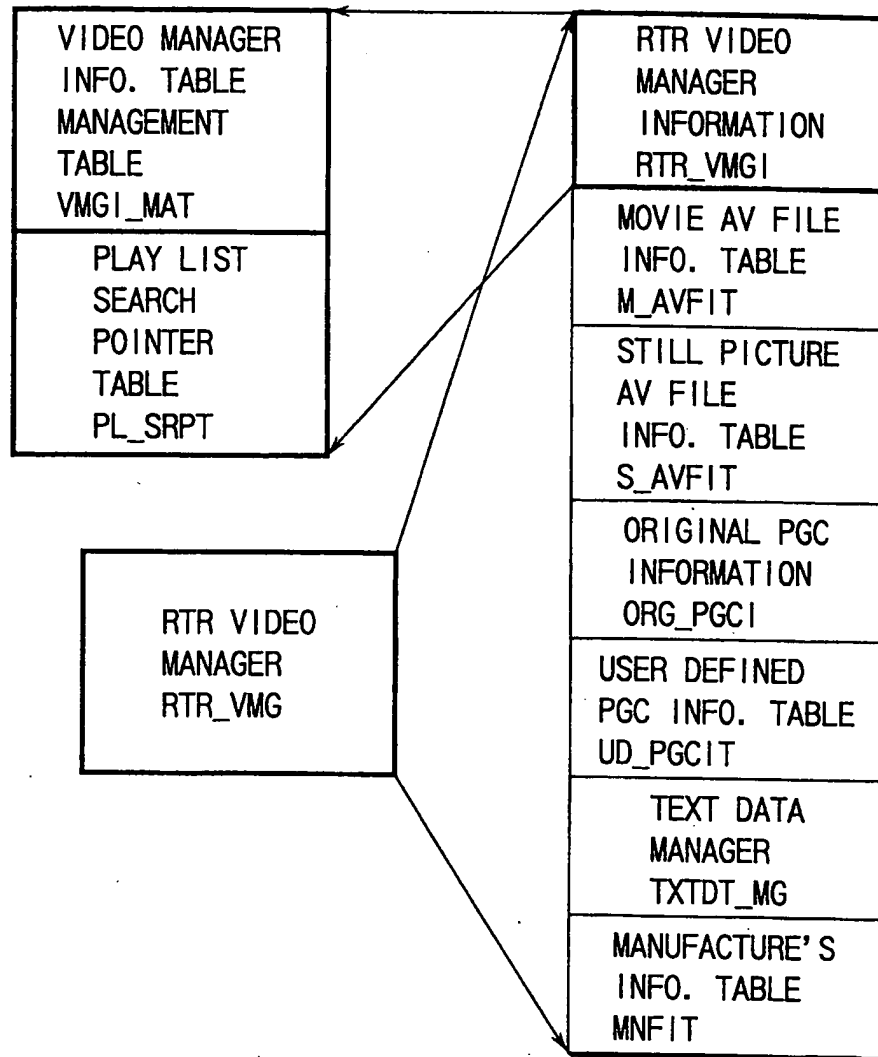 VIDEO MANAGER
INFO. TABLE
MANAGEMENT
TABLE
VMGI_MAT
PLAY LIST
SEARCH
POINTER
TABLE
PL_SRPT
RTR VIDEO
MANAGER
RTR_VMG
RTR VIDEO
MANAGER
INFORMATION
RTR_VMGI
MOVIE AV FILE
INFO. TABLE
M_AVFIT
STILL PICTURE
AV FILE
INFO. TABLE
S_AVFIT
ORIGINAL PGC
INFORMATION
ORG_PGCI
USER DEFINED
PGC INFO. TABLE
UD_PGCIT
TEXT DATA
MANAGER
TXTDT_MG
MANUFACTURE'S
INFO. TABLE
MNFIT